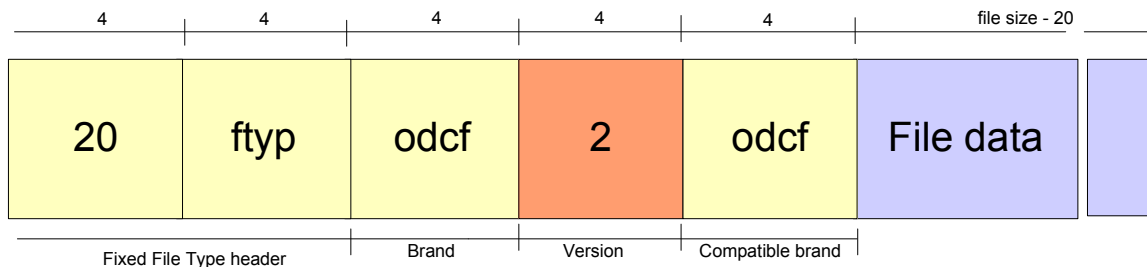 4 4 4 4 4 file size - 20
20 ftyp odcf 2 odcf File data
Fixed File Type header Brand Version Compatible brand